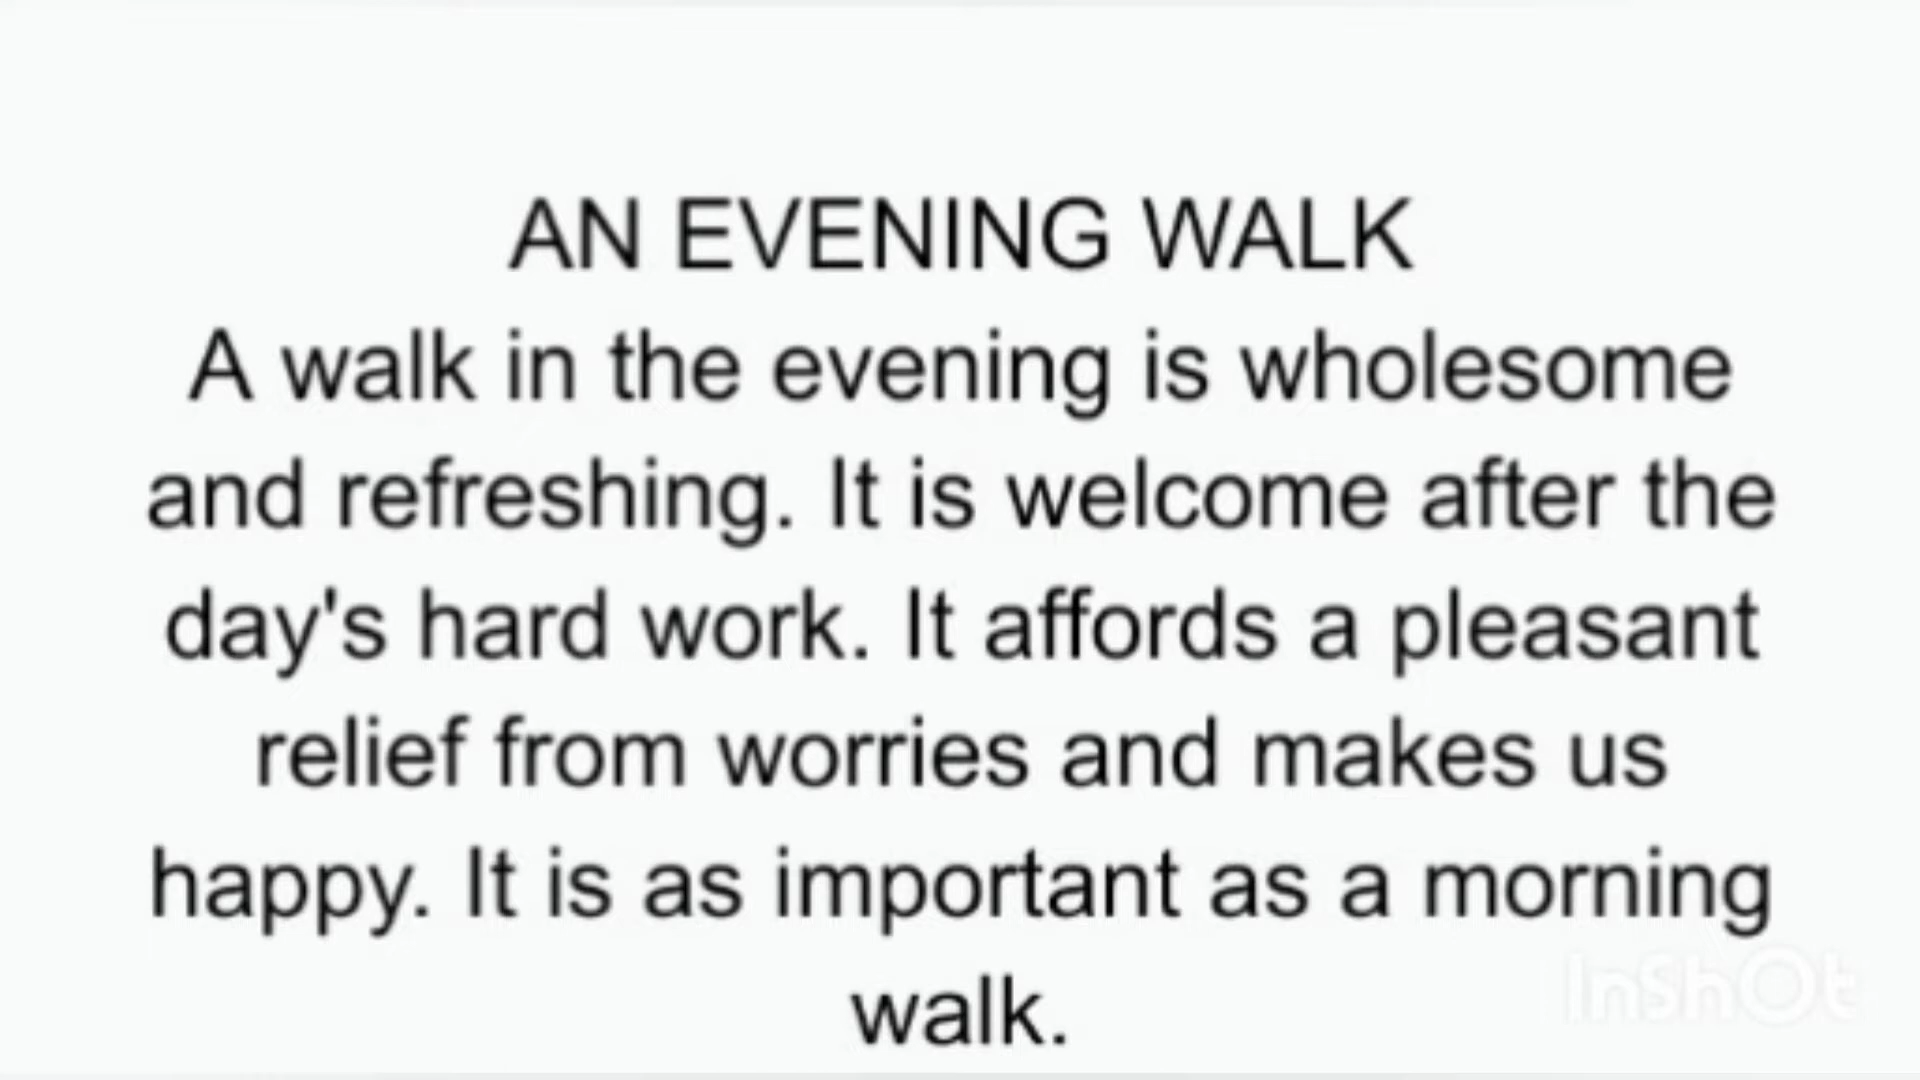 AN EVENING WALK
A walk in the evening is wholesome
and refreshing. It is welcome after the
day's hard work. It affords a pleasant
relief from worries and makes us
happy. It is as important as a morning
walk.
InShOt